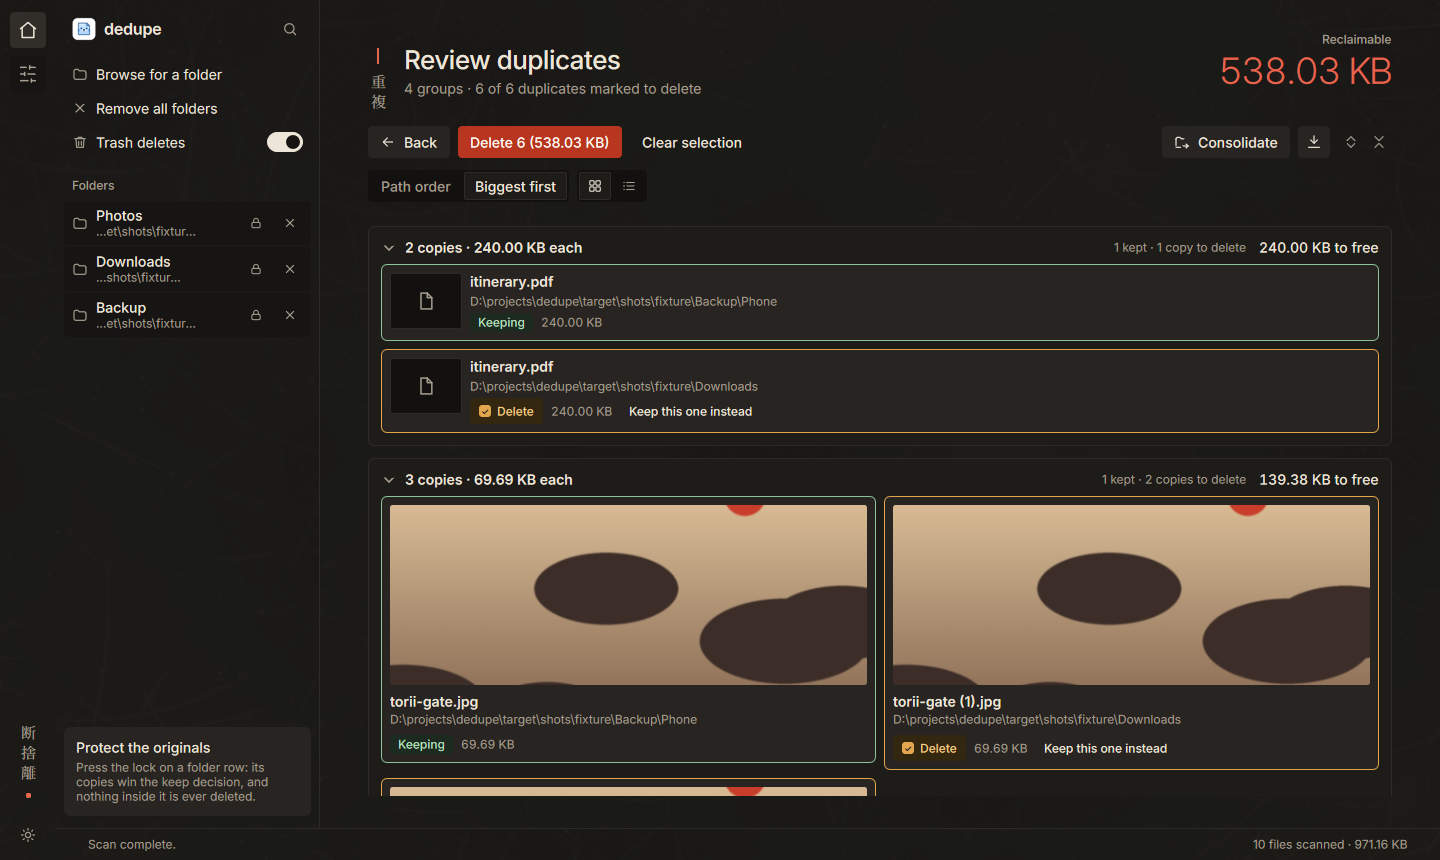 dedupe
Browse for a folder
Remove all folders
Trash deletes
Folders
Photos
...et\shots\fixtur...
Downloads
...shots\fixtur...
Backup
...et\shots\fixtur...
断捨離
Protect the originals
Press the lock on a folder row: its
copies win the keep decision, and
nothing inside it is ever deleted.
重複
Review duplicates
4 groups · 6 of 6 duplicates marked to delete
Reclaimable
538.03 KB
Back
Delete 6 (538.03 KB)
Clear selection
Consolidate
Path order
Biggest first
2 copies · 240.00 KB each
1 kept · 1 copy to delete
240.00 KB to free
itinerary.pdf
D:\projects\dedupe\target\shots\fixture\Backup\Phone
Keeping
240.00 KB
itinerary.pdf
D:\projects\dedupe\target\shots\fixture\Downloads
Delete
240.00 KB
Keep this one instead
3 copies · 69.69 KB each
1 kept · 2 copies to delete
139.38 KB to free
torii-gate.jpg
D:\projects\dedupe\target\shots\fixture\Backup\Phone
Keeping
69.69 KB
torii-gate (1).jpg
D:\projects\dedupe\target\shots\fixture\Downloads
Delete
69.69 KB
Keep this one instead
Scan complete.
10 files scanned · 971.16 KB